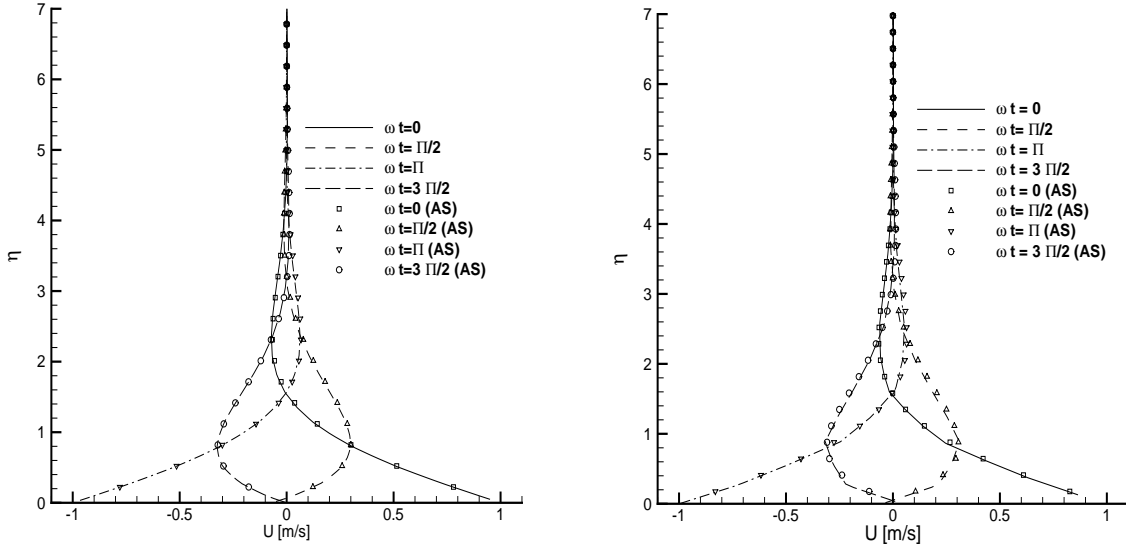 7
6
5
4
3
2
1
0
η
-1 -0.5 0 0.5 1
U [m/s]
ω t=0
ω t= Π/2
ω t=Π
ω t=3 Π/2
ω t=0 (AS)
ω t=Π/2 (AS)
ω t=Π (AS)
ω t=3 Π/2 (AS)
7
6
5
4
3
2
1
0
η
-1 -0.5 0 0.5 1
U [m/s]
ω t = 0
ω t= Π/2
ω t = Π
ω t = 3 Π/2
ω t = 0 (AS)
ω t= Π/2 (AS)
ω t = Π (AS)
ω t = 3 Π/2 (AS)